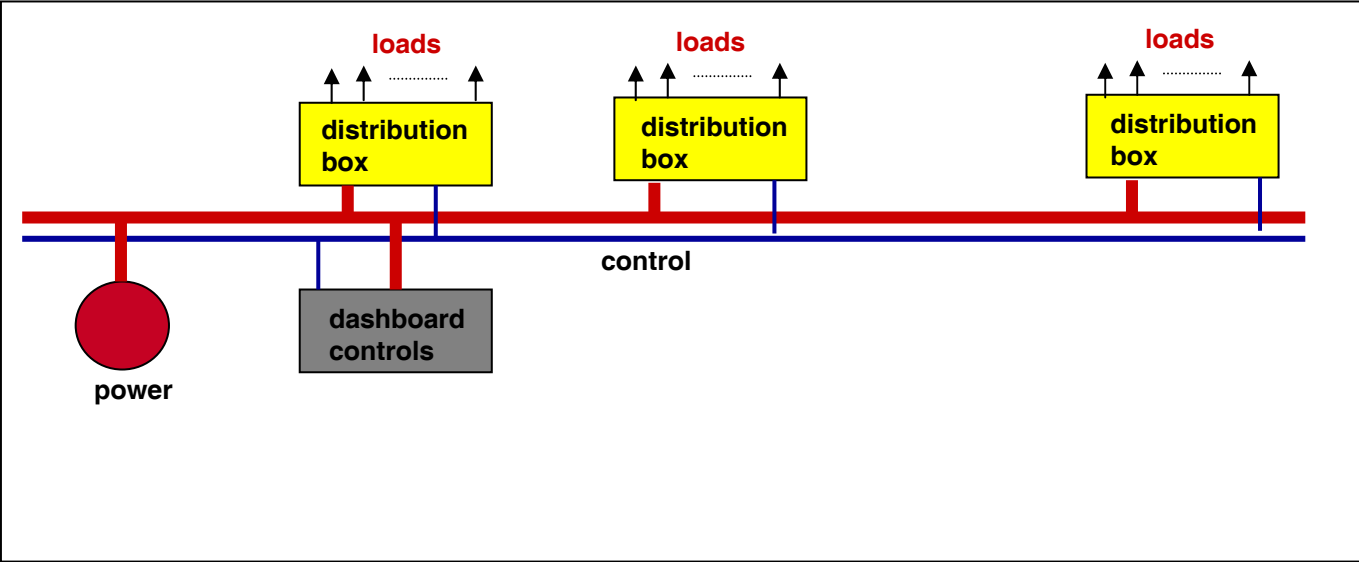 loads
loads
loads
distribution
box
distribution
box
distribution
box
control
dashboard
controls
power